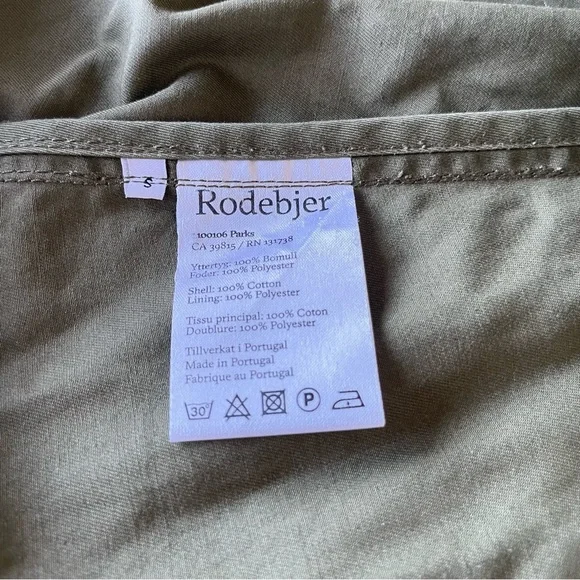 S
Rodebjer
100106 Parks
CA 39815 / RN 131738
Yttertyg: 100% Bomull
Foder: 100% Polyester
Shell: 100% Cotton
Lining: 100% Polyester
Tissu principal: 100% Coton
Doublure: 100% Polyester
Tillverkat i Portugal
Made in Portugal
Fabrique au Portugal
30°
P